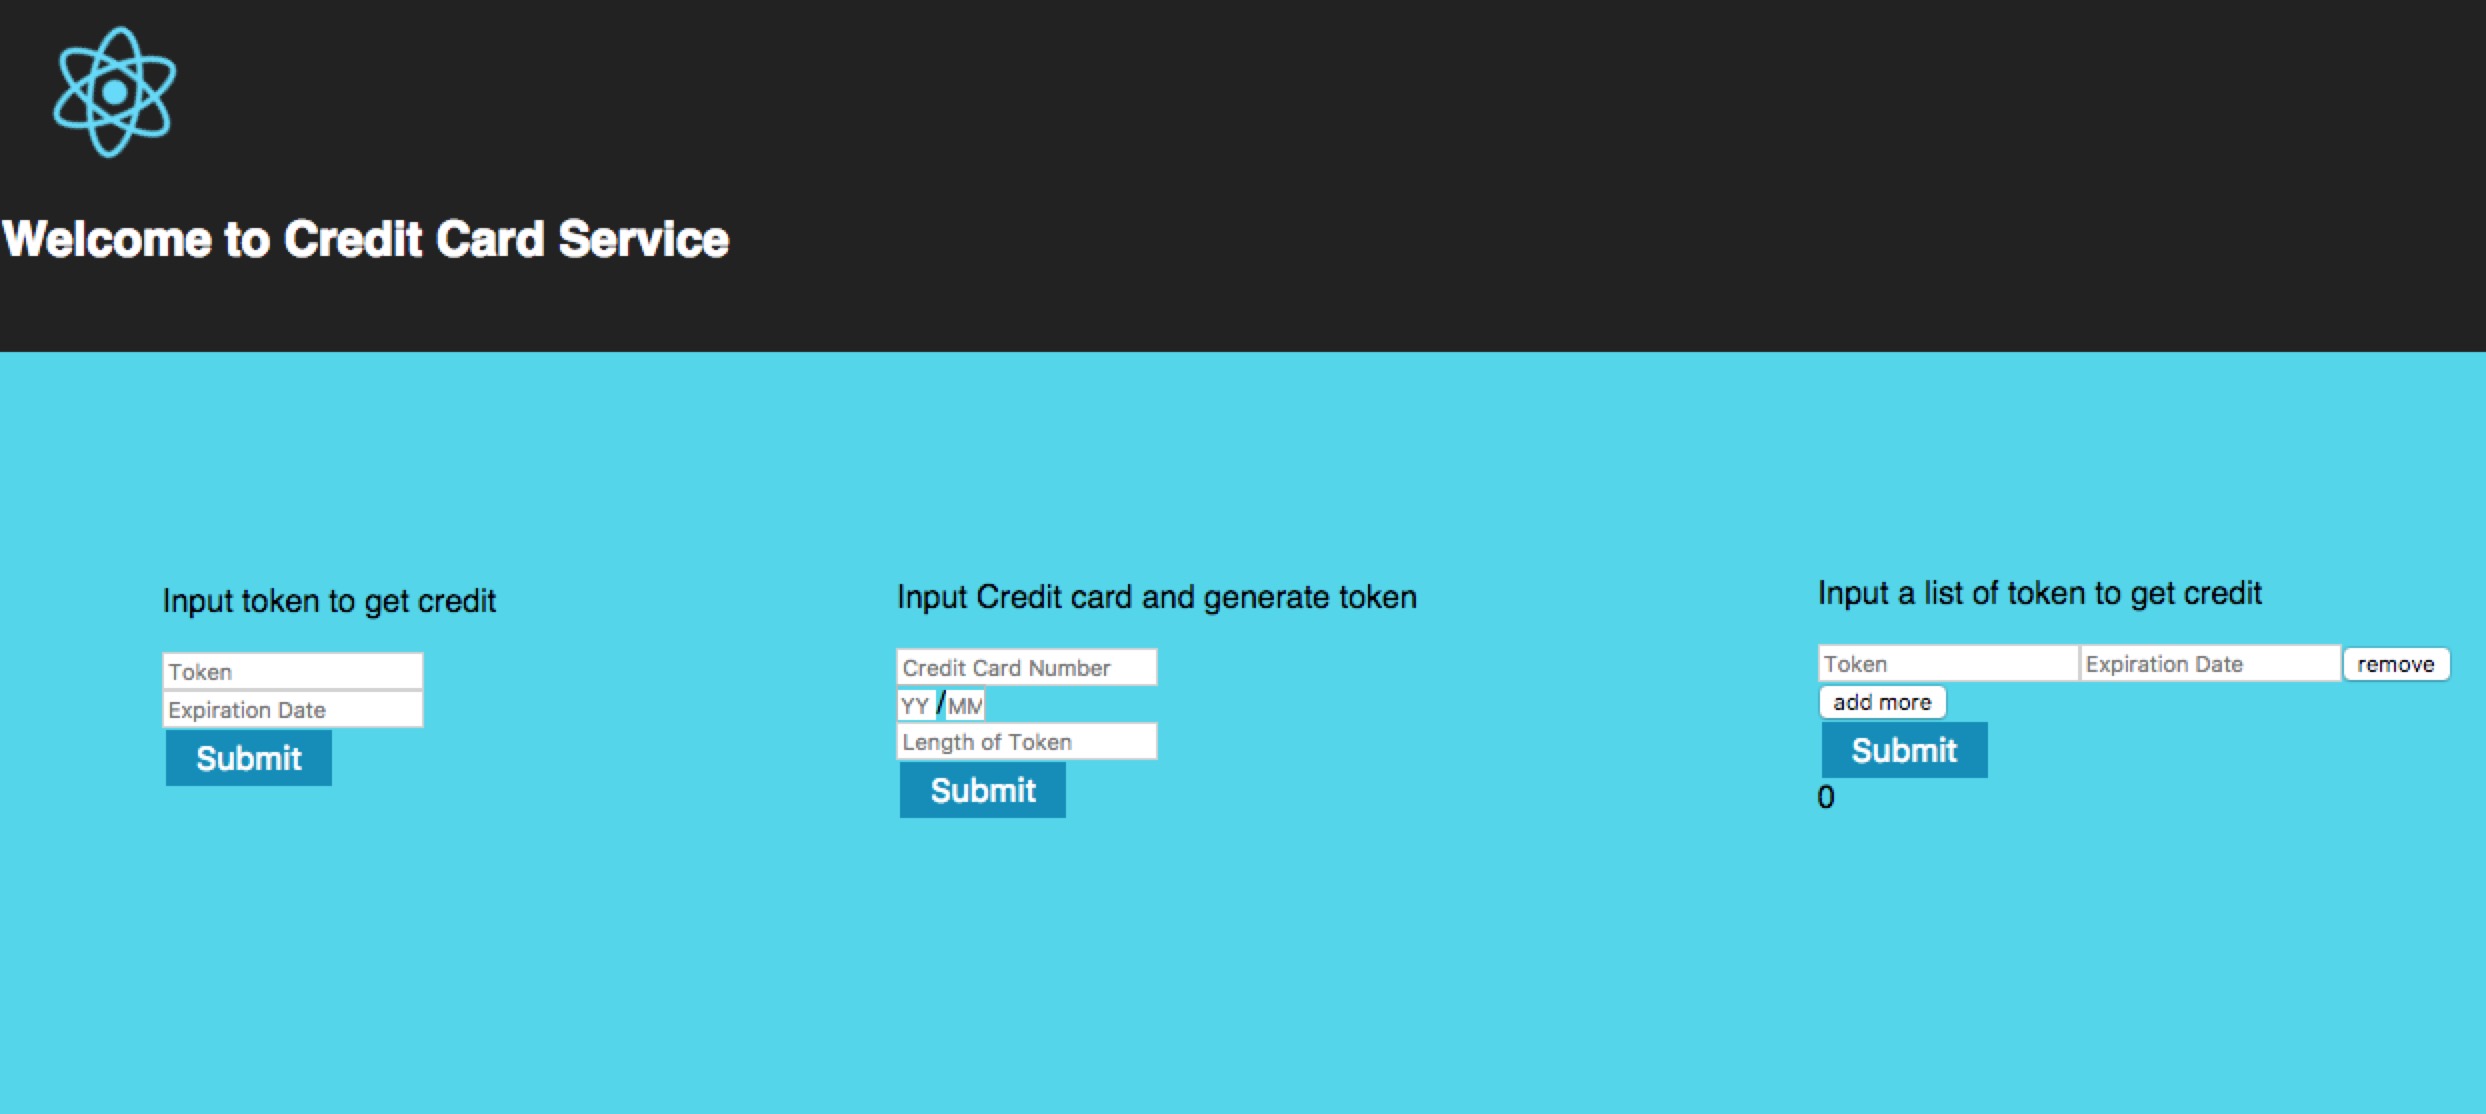 Welcome to Credit Card Service
Input token to get credit
Token
Expiration Date
Submit
Input Credit card and generate token
Credit Card Number
YY / MM
Length of Token
Submit
Input a list of token to get credit
Token Expiration Date remove
add more
Submit
0